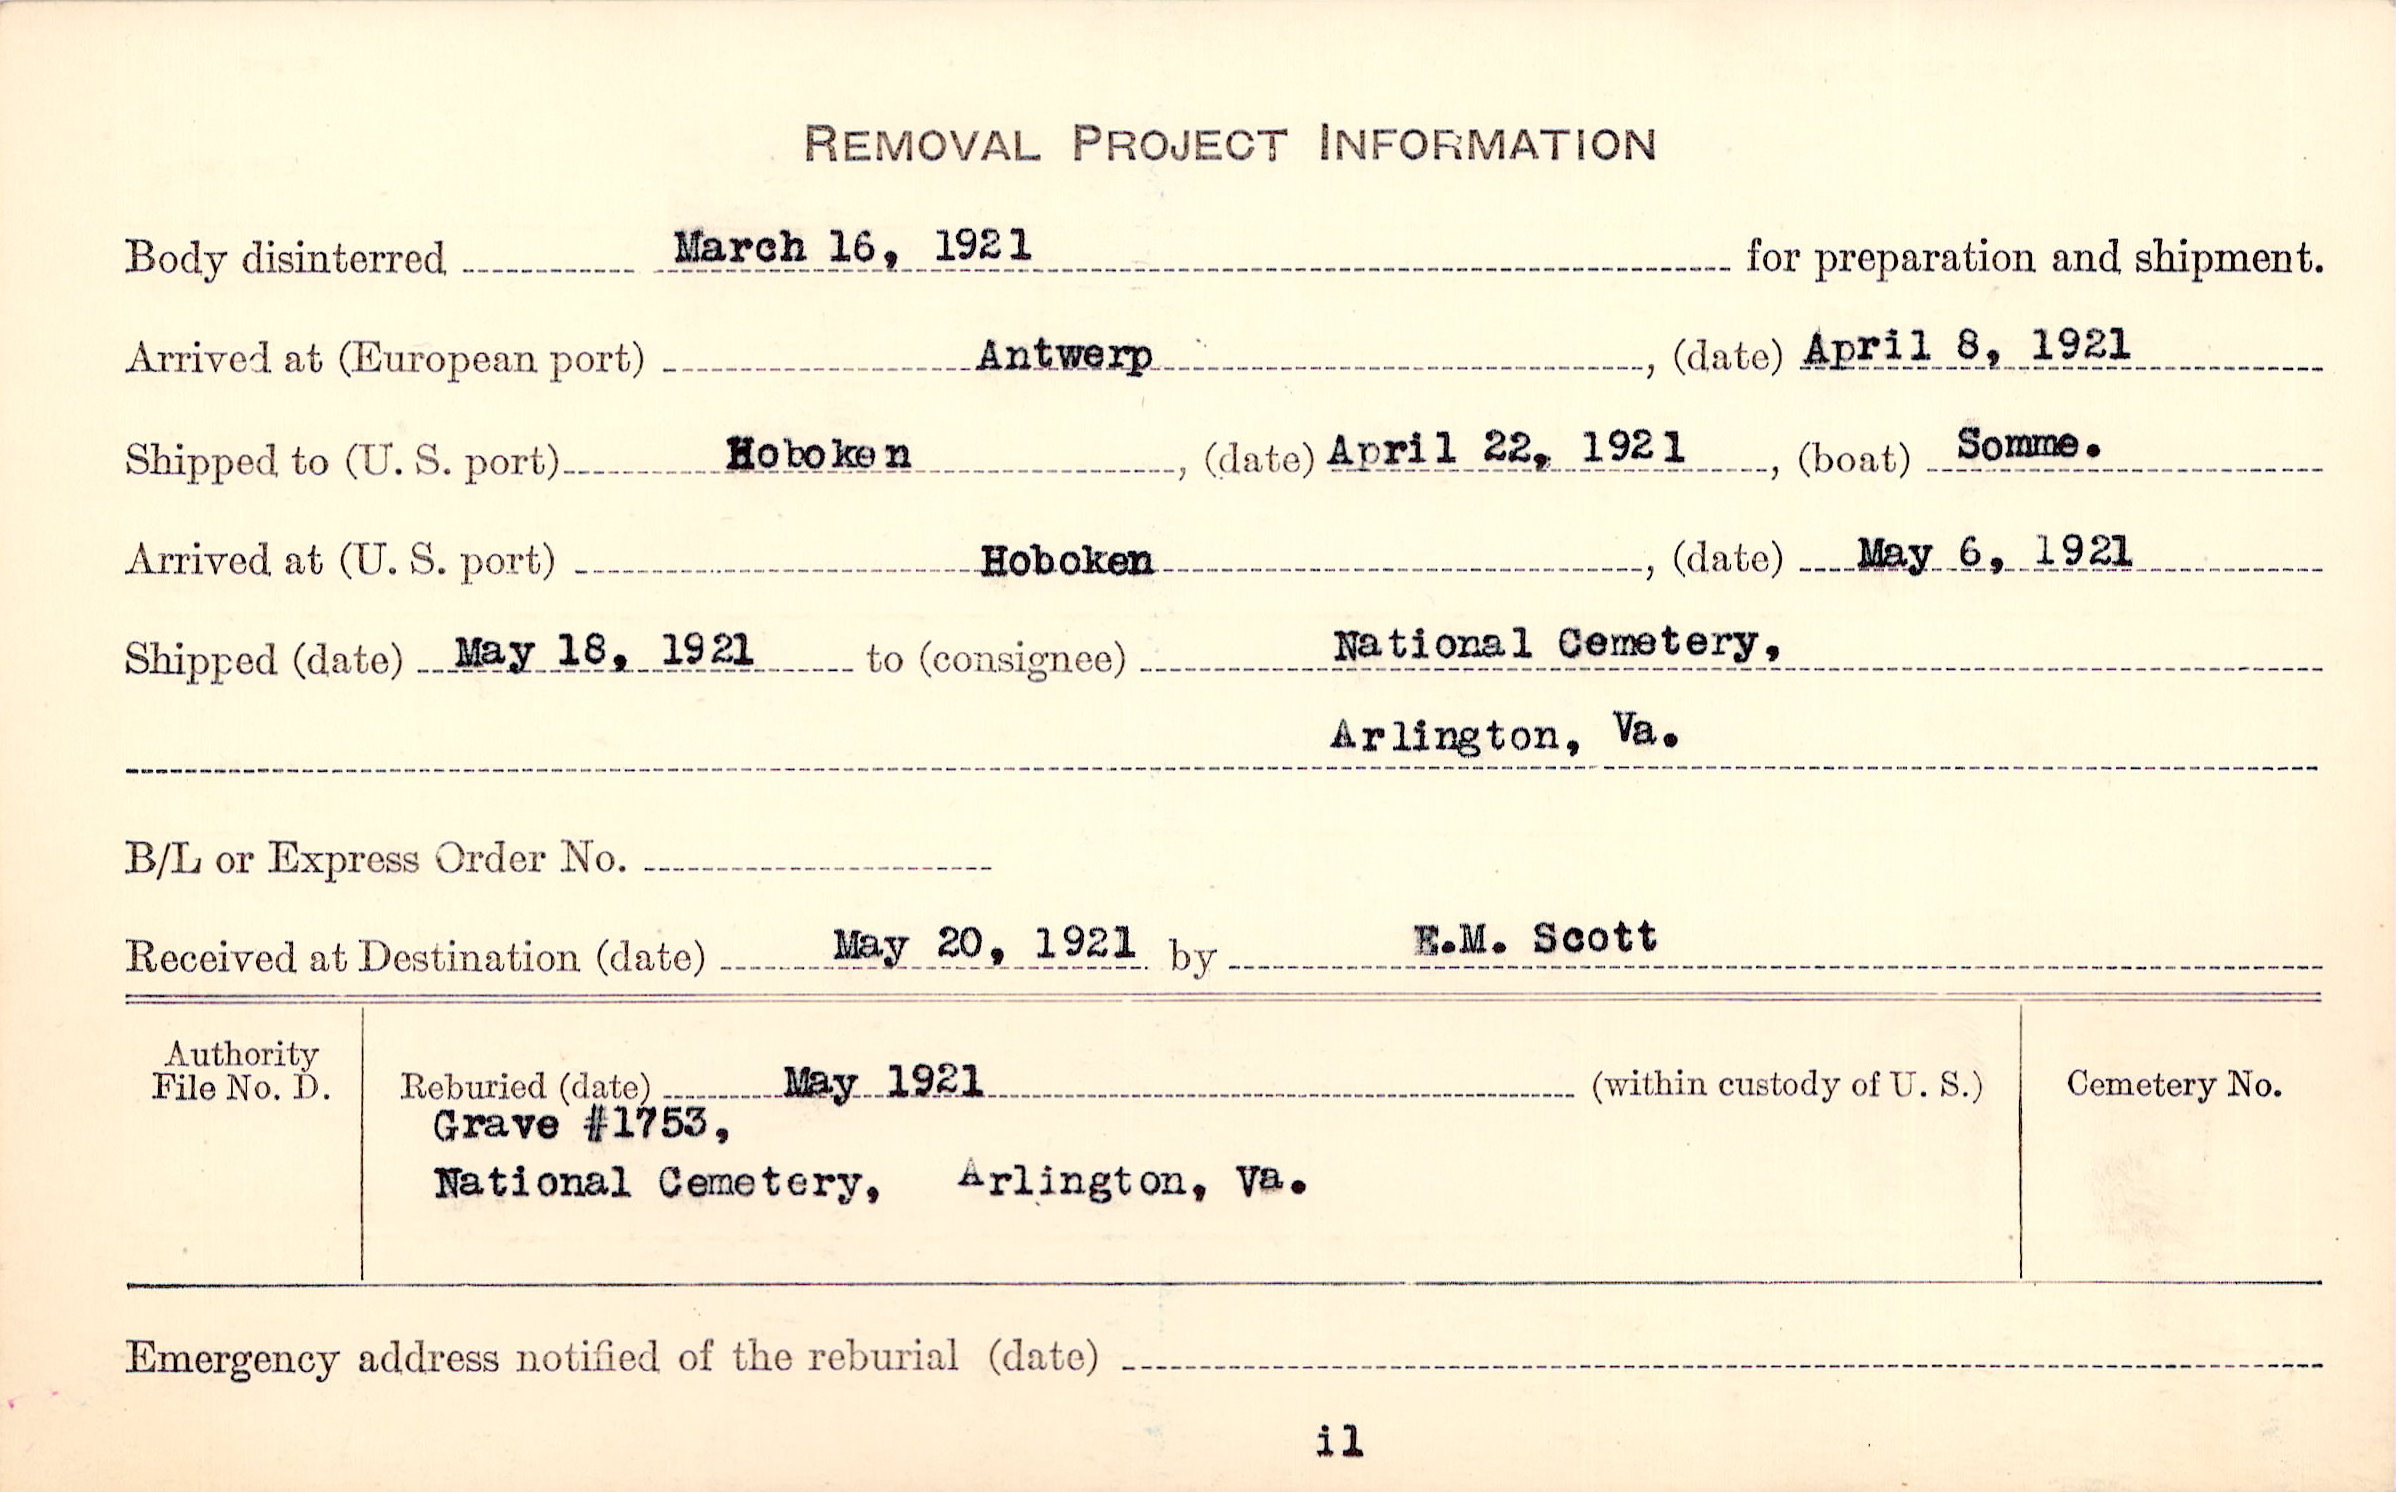 REMOVAL PROJECT INFORMATION
Body disinterred March 16, 1921 for preparation and shipment.
Arrived at (European port) Antwerp, (date) April 8, 1921
Shipped to (U. S. port) Hoboken, (date) April 22, 1921, (boat) Somme.
Arrived at (U. S. port) Hoboken, (date) May 6, 1921
Shipped (date) May 18, 1921 to (consignee) National Cemetery,
Arlington, Va.
B/L or Express Order No.
Received at Destination (date) May 20, 1921 by E.M. Scott
Authority
File No. D.
Reburied (date) May 1921 (within custody of U. S.)
Cemetery No.
Grave #1753,
National Cemetery, Arlington, Va.
Emergency address notified of the reburial (date)
il